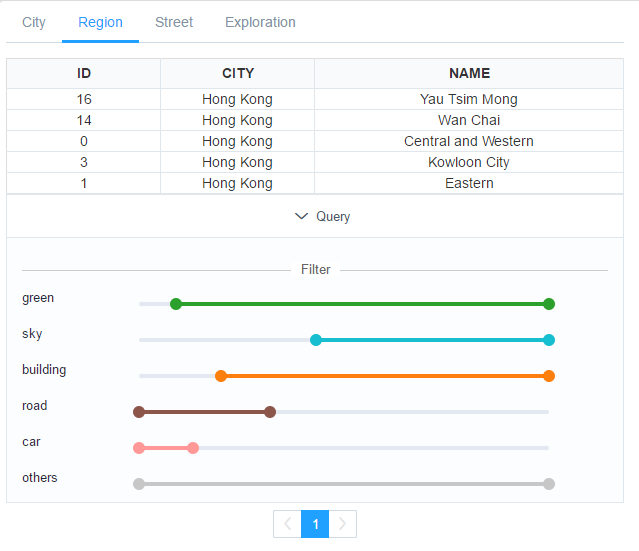 City Region Street Exploration
ID CITY NAME
16 Hong Kong Yau Tsim Mong
14 Hong Kong Wan Chai
0 Hong Kong Central and Western
3 Hong Kong Kowloon City
1 Hong Kong Eastern
Query
Filter
green
sky
building
road
car
others
1